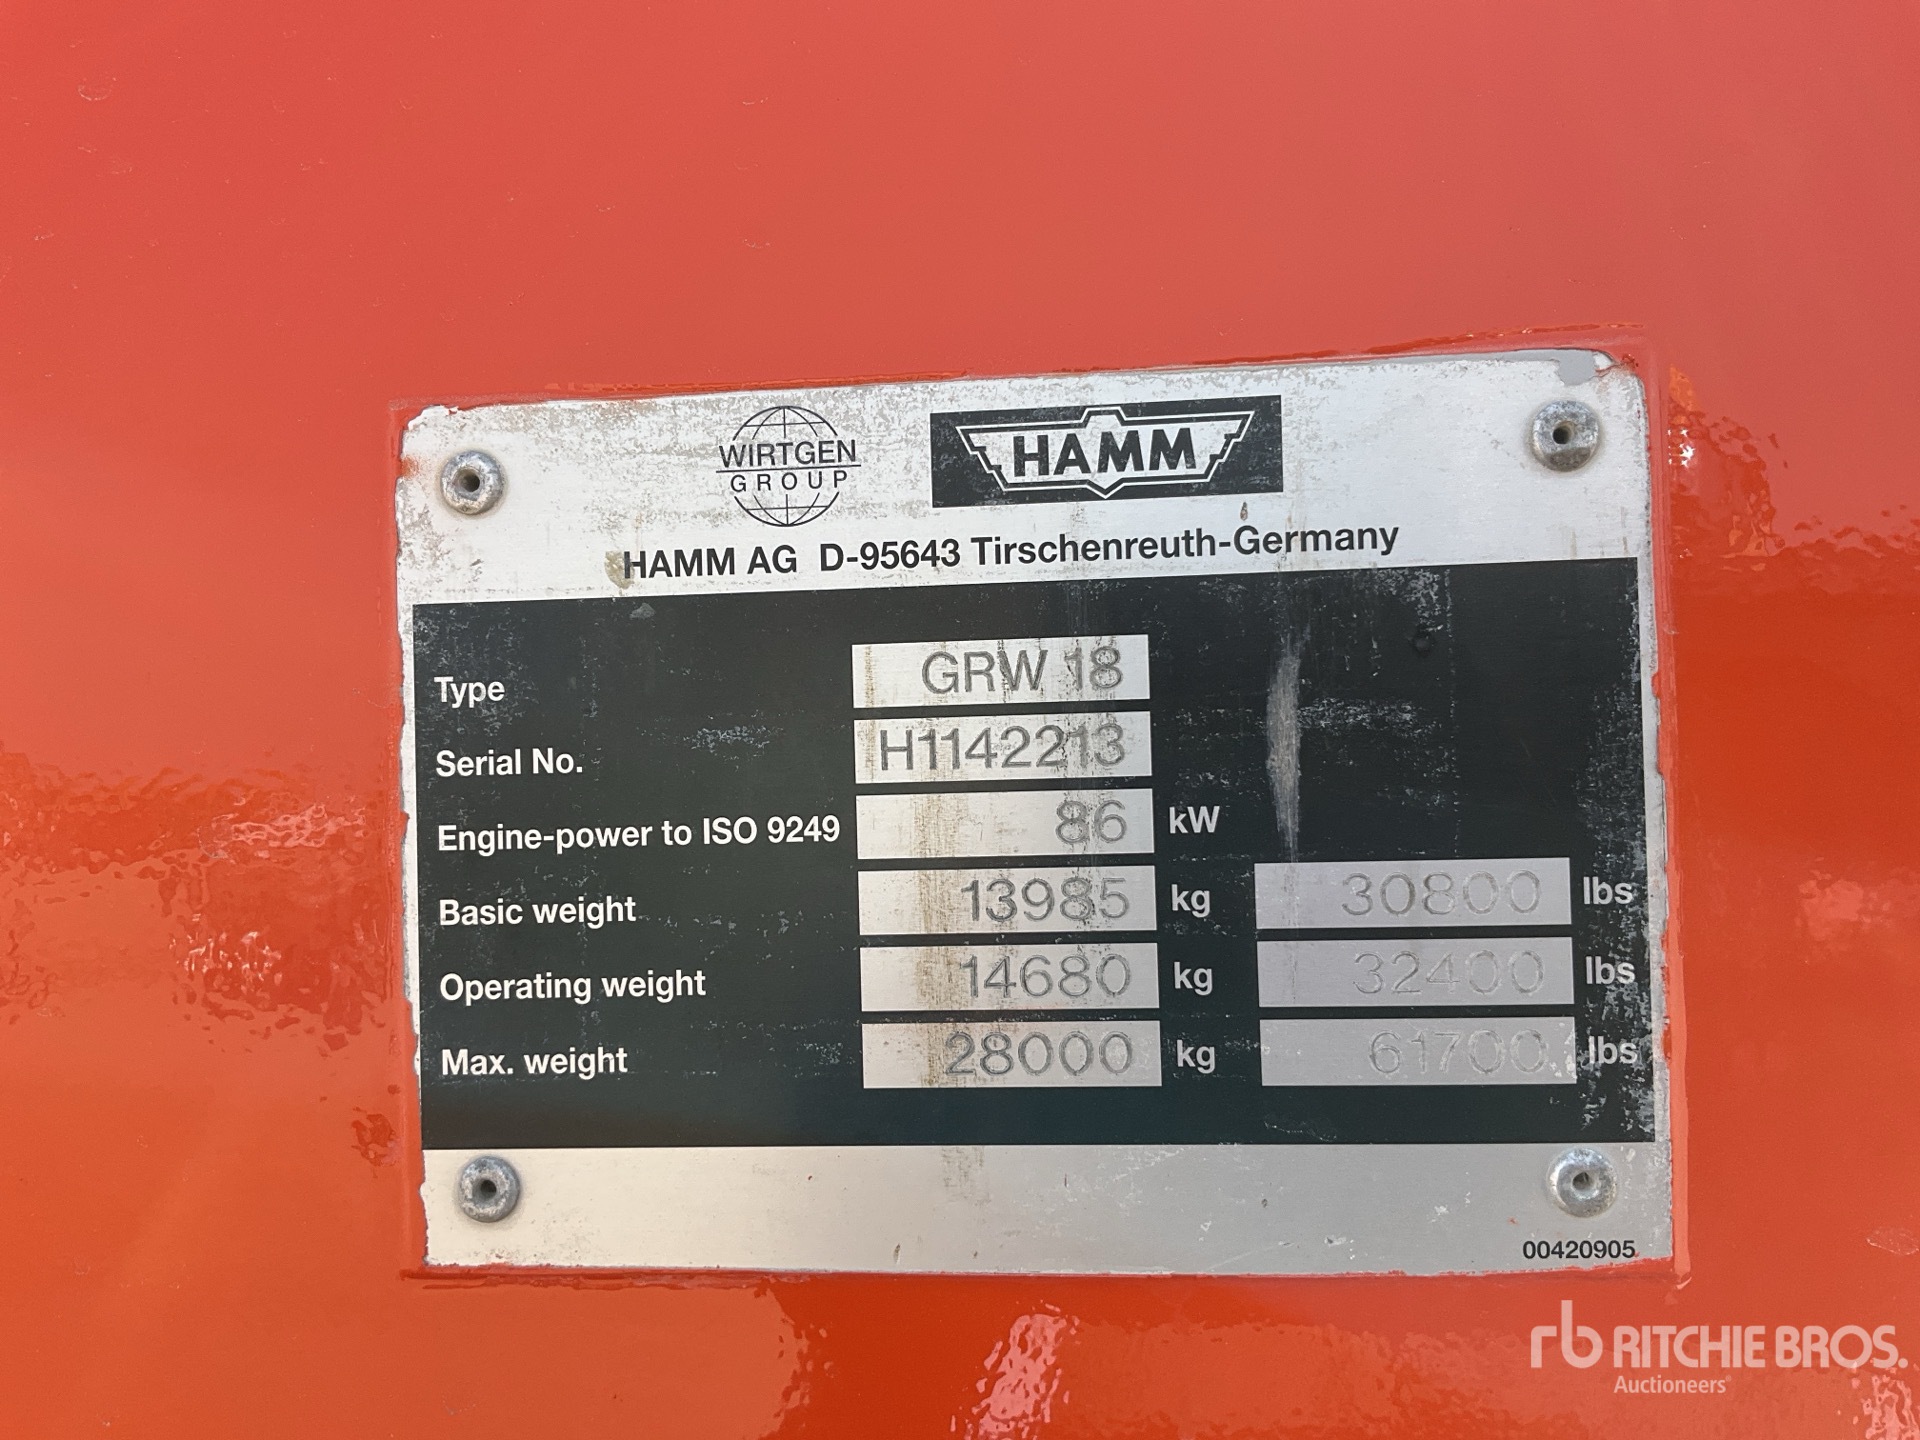 WIRTGEN
GROUP
HAMM
HAMM AG D-95643 Tirschenreuth-Germany
Type GRW 18
Serial No. H1142213
Engine-power to ISO 9249 86 kW
Basic weight 13985 kg 30800 lbs
Operating weight 14680 kg 32400 lbs
Max. weight 28000 kg 61700 lbs
00420905
rb RITCHIE BROS.
Auctioneers